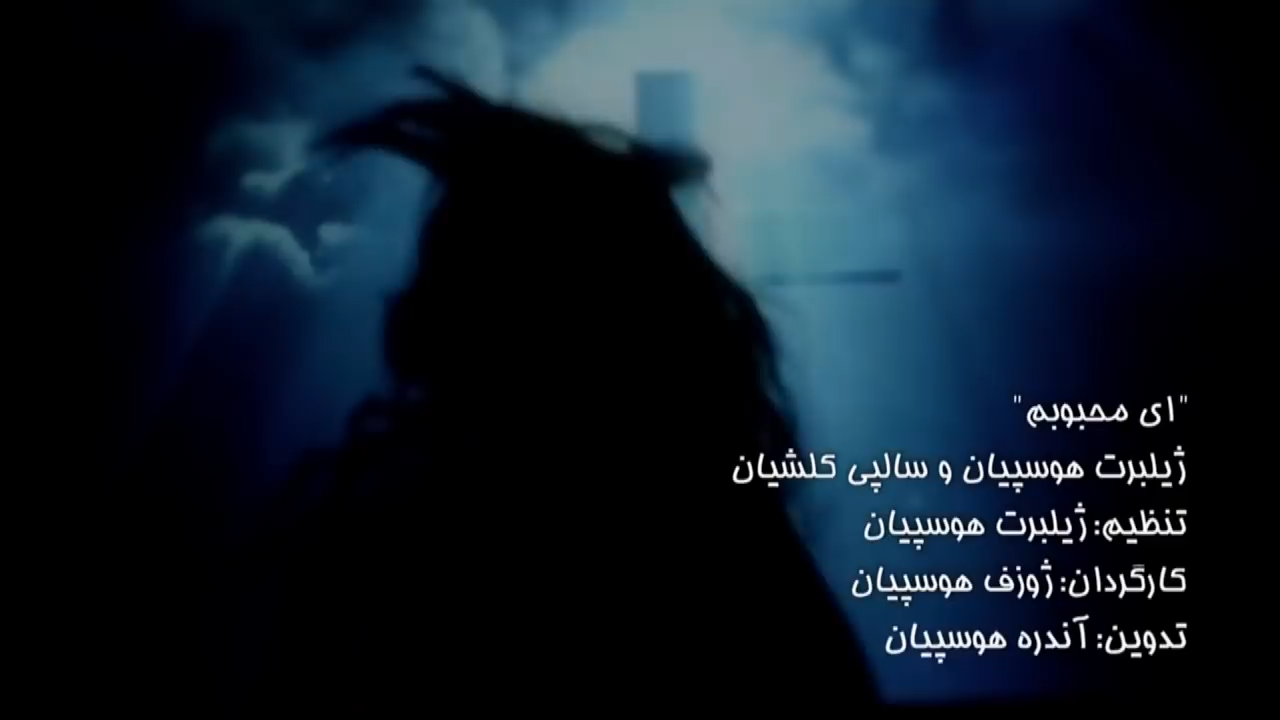 "ای محبوبم"
ژیلبرت هوسپیان و سالپی کلشیان
تنظیم: ژیلبرت هوسپیان
کارگردان: ژوزف هوسپیان
تدوین: آندره هوسپیان